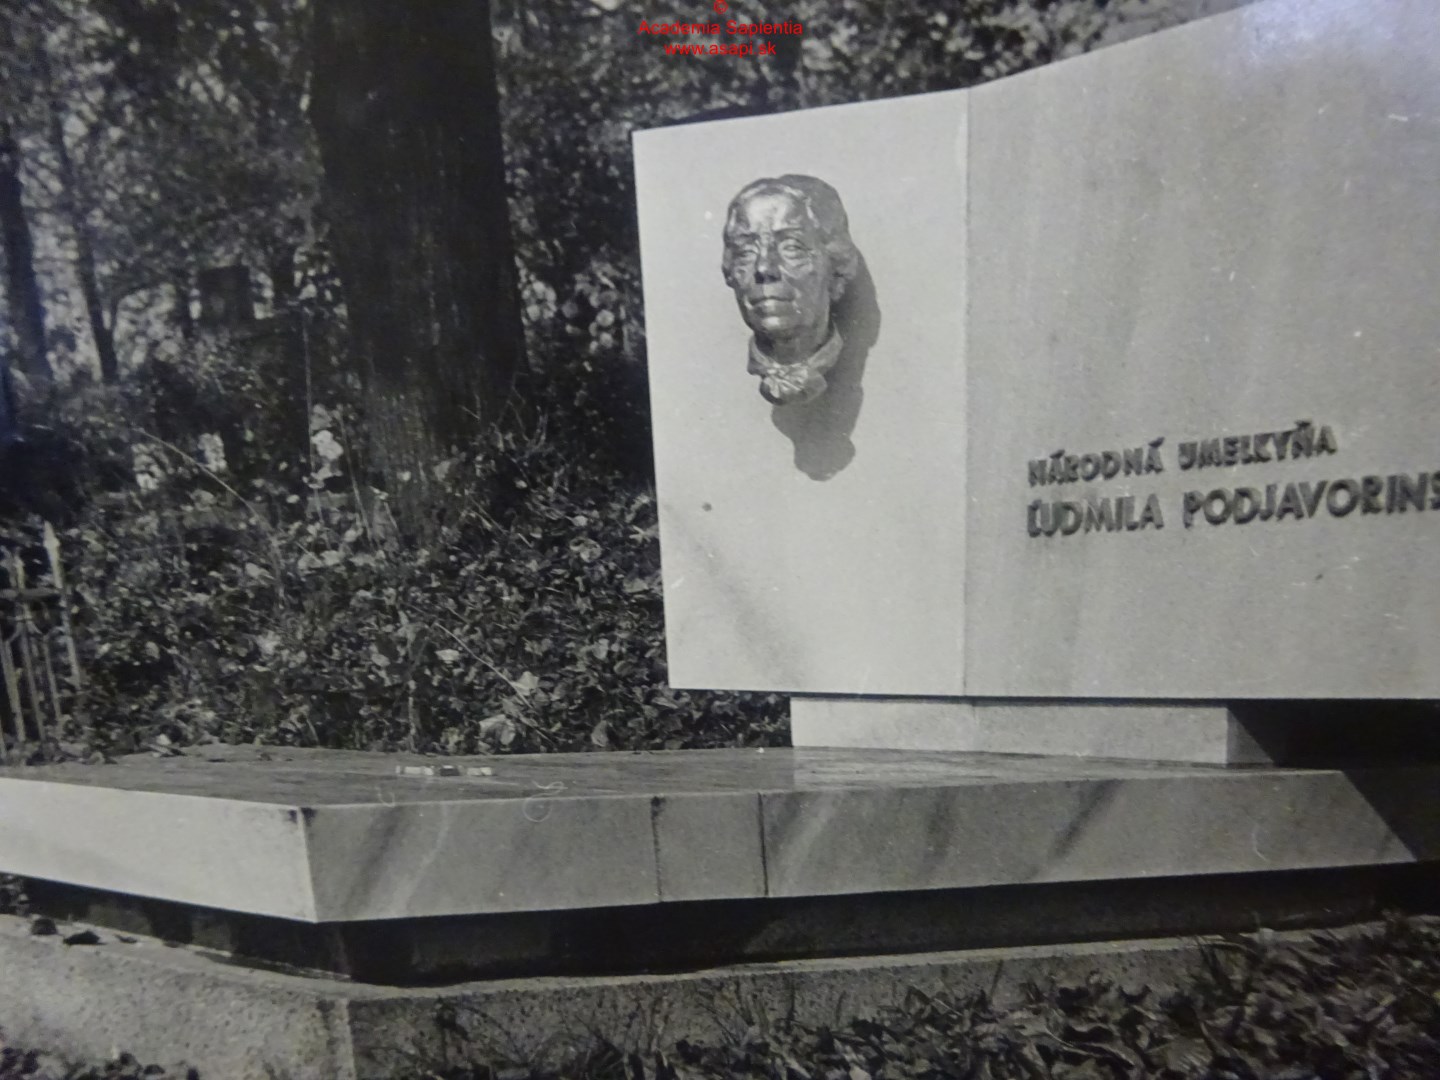 ©
Academia Sapientia
www.asapi.sk
NÁRODNÁ UMELKYŇA
ĽUDMILA PODJAVORINS